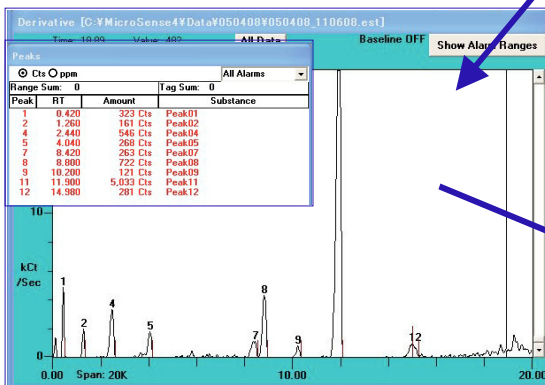 Derivative [C:¥MicroSense4¥Data¥050408¥050408_110608.est]
Time: 18.09 Value: 482 All Data Baseline OFF Show Alarm Ranges
Peaks
Cts ppm All Alarms
Range Sum: 0 Tag Sum: 0
Peak RT Amount Substance
1 0.420 323 Cts Peak01
2 1.260 161 Cts Peak02
4 2.440 546 Cts Peak04
5 4.040 268 Cts Peak05
7 8.420 263 Cts Peak07
8 8.800 722 Cts Peak08
9 10.200 121 Cts Peak09
11 11.900 5,033 Cts Peak11
12 14.980 281 Cts Peak12
10
kCt
/Sec
1
8
4
2
5
7
9
12
0
0.00 Span: 20K 10.00 20.00